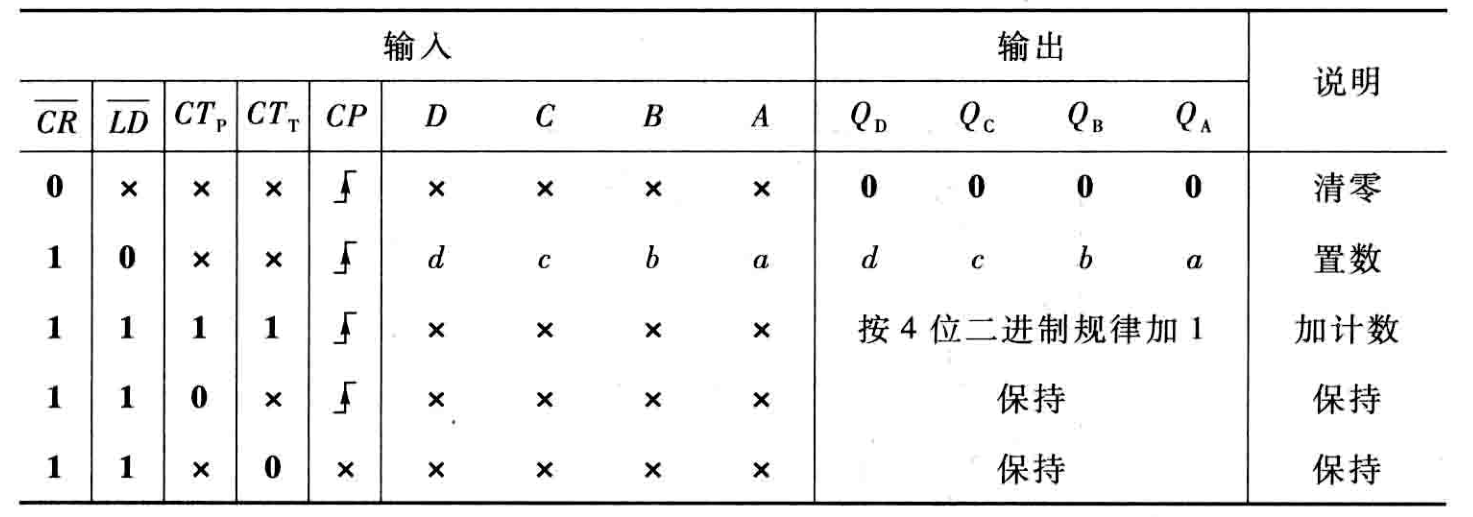 输入 输出 说明
CR LD CT_P CT_T CP D C B A Q_D Q_C Q_B Q_A
0 × × × × × × × 0 0 0 0 清零
1 0 × × d c b a d c b a 置数
1 1 1 1 × × × × 按4位二进制规律加1 加计数
1 1 0 × × × × × 保持 保持
1 1 × 0 × × × × × 保持 保持